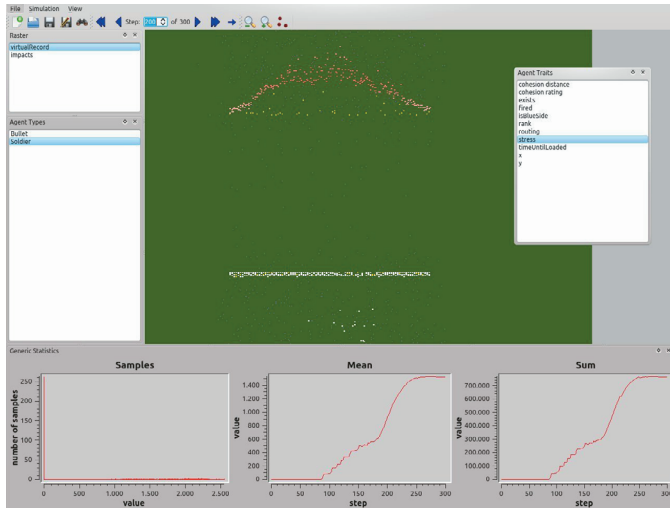 File Simulation View
Step: 200 of 300
Raster
virtualRecord
impacts
Agent Types
Bullet
Soldier
Agent Traits
cohesion distance
cohesion rating
exists
fired
isBlueSide
rank
routing
stress
timeUntilLoaded
x
y
Generic Statistics
Samples
number of samples
250
200
150
100
50
0
0 500 1.000 1.500 2.000 2.500
value
Mean
value
1.400
1.200
1.000
800
600
400
200
0
0 50 100 150 200 250 300
step
Sum
value
700.000
600.000
500.000
400.000
300.000
200.000
100.000
0
0 50 100 150 200 250 300
step